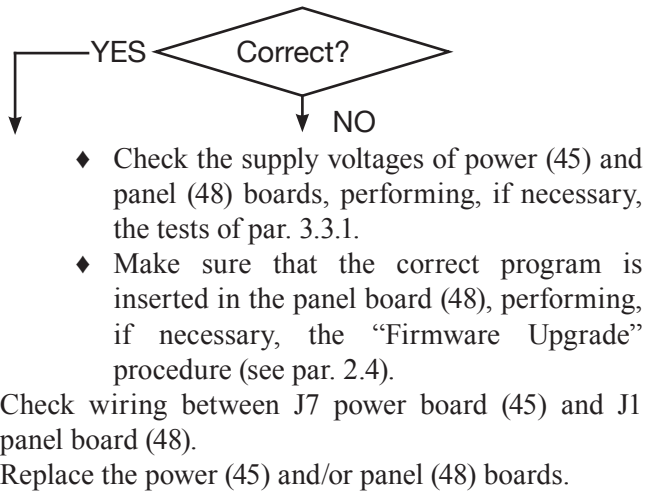 YES Correct?
NO
♦ Check the supply voltages of power (45) and
panel (48) boards, performing, if necessary,
the tests of par. 3.3.1.
♦ Make sure that the correct program is
inserted in the panel board (48), performing,
if necessary, the “Firmware Upgrade”
procedure (see par. 2.4).
Check wiring between J7 power board (45) and J1
panel board (48).
Replace the power (45) and/or panel (48) boards.